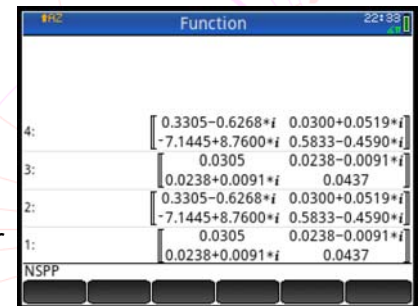 ↑AZ Function 22:33
4: [ 0.3305-0.6268*i 0.0300+0.0519*i
-7.1445+8.7600*i 0.5833-0.4590*i ]
3: [ 0.0305 0.0238-0.0091*i
0.0238+0.0091*i 0.0437 ]
2: [ 0.3305-0.6268*i 0.0300+0.0519*i
-7.1445+8.7600*i 0.5833-0.4590*i ]
1: [ 0.0305 0.0238-0.0091*i
0.0238+0.0091*i 0.0437 ]
NSPP